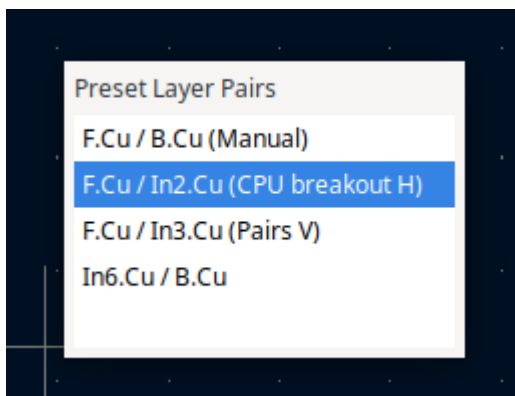 Preset Layer Pairs
F.Cu / B.Cu (Manual)
F.Cu / In2.Cu (CPU breakout H)
F.Cu / In3.Cu (Pairs V)
In6.Cu / B.Cu